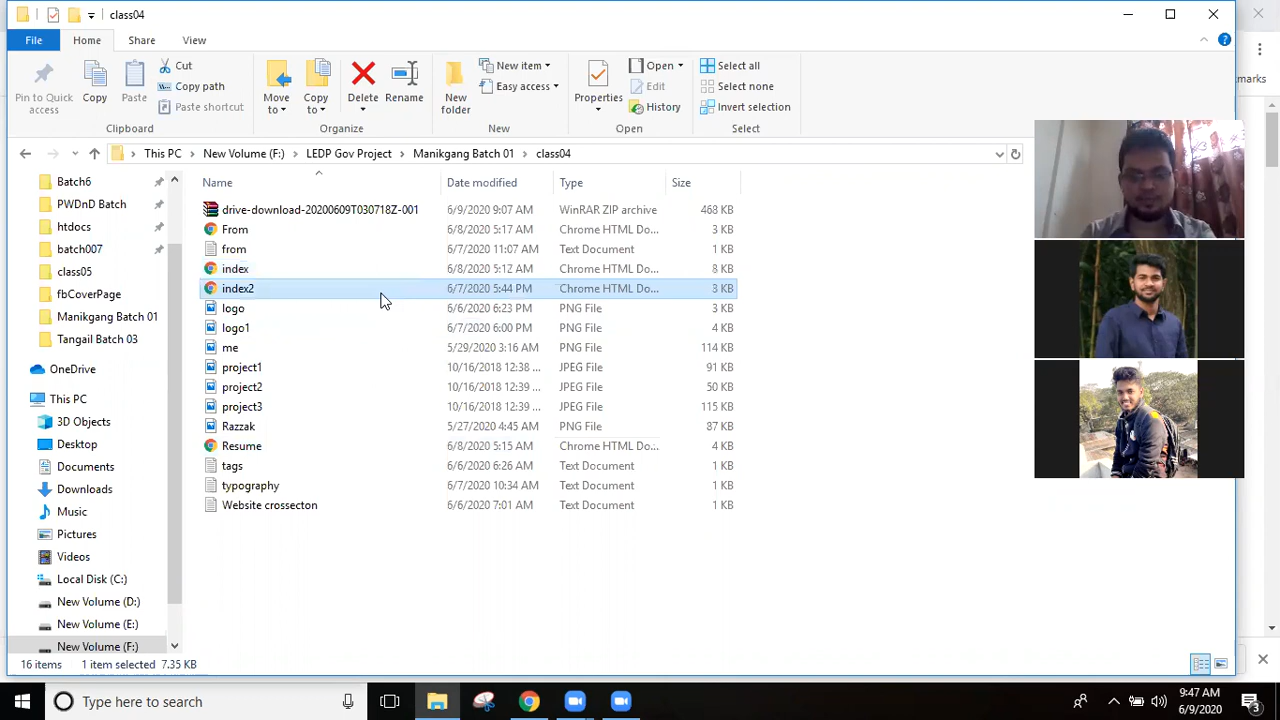 class04
File Home Share View
Pin to Quick access
Copy
Paste
Cut
Copy path
Paste shortcut
Clipboard
Move to
Copy to
Delete
Rename
Organize
New folder
New item
Easy access
New
Properties
Open
Edit
History
Open
Select all
Select none
Invert selection
Select
marks
This PC New Volume (F:) LEDP Gov Project Manikgang Batch 01 class04
Name Date modified Type Size
drive-download-20200609T030718Z-001 6/9/2020 9:07 AM WinRAR ZIP archive 468 KB
From 6/8/2020 5:17 AM Chrome HTML Do... 3 KB
from 6/7/2020 11:07 AM Text Document 1 KB
index 6/8/2020 5:12 AM Chrome HTML Do... 8 KB
index2 6/7/2020 5:44 PM Chrome HTML Do... 3 KB
logo 6/6/2020 6:23 PM PNG File 3 KB
logo1 6/7/2020 6:00 PM PNG File 4 KB
me 5/29/2020 3:16 AM PNG File 114 KB
project1 10/16/2018 12:38 ... JPEG File 91 KB
project2 10/16/2018 12:39 ... JPEG File 50 KB
project3 10/16/2018 12:39 ... JPEG File 115 KB
Razzak 5/27/2020 4:45 AM PNG File 87 KB
Resume 6/8/2020 5:15 AM Chrome HTML Do... 4 KB
tags 6/6/2020 6:26 AM Text Document 1 KB
typography 6/7/2020 10:34 AM Text Document 1 KB
Website crossecton 6/6/2020 7:01 AM Text Document 1 KB
Batch6
PWDnD Batch
htdocs
batch007
class05
fbCoverPage
Manikgang Batch 01
Tangail Batch 03
OneDrive
This PC
3D Objects
Desktop
Documents
Downloads
Music
Pictures
Videos
Local Disk (C:)
New Volume (D:)
New Volume (E:)
New Volume (F:)
16 items 1 item selected 7.35 KB
Type here to search
9:47 AM
6/9/2020
3